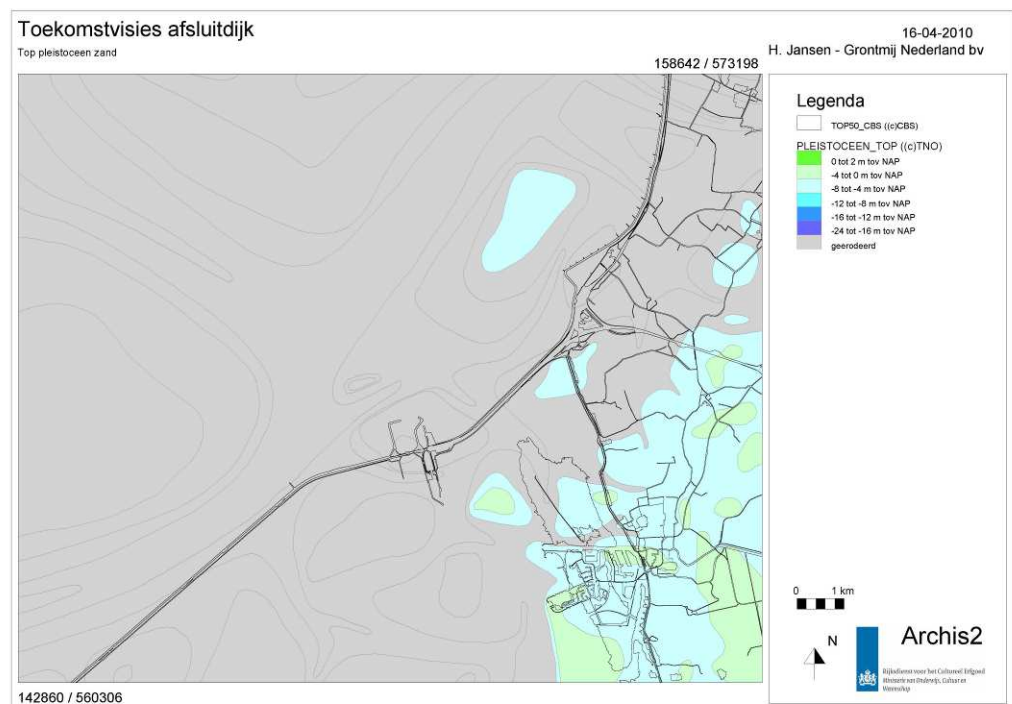 Toekomstvisies afsluitdijk
Top pleistoceen zand
16-04-2010
H. Jansen - Grontmij Nederland bv
158642 / 573198
Legenda
TOP50_CBS ((c)CBS)
PLEISTOCEEN_TOP ((c)TNO)
0 tot 2 m tov NAP
-4 tot 0 m tov NAP
-8 tot -4 m tov NAP
-12 tot -8 m tov NAP
-16 tot -12 m tov NAP
-24 tot -16 m tov NAP
geerodeerd
0 1 km
N
Archis2
Rijksdienst voor het Cultureel Erfgoed
Ministerie van Onderwijs, Cultuur en
Wetenschap
142860 / 560306